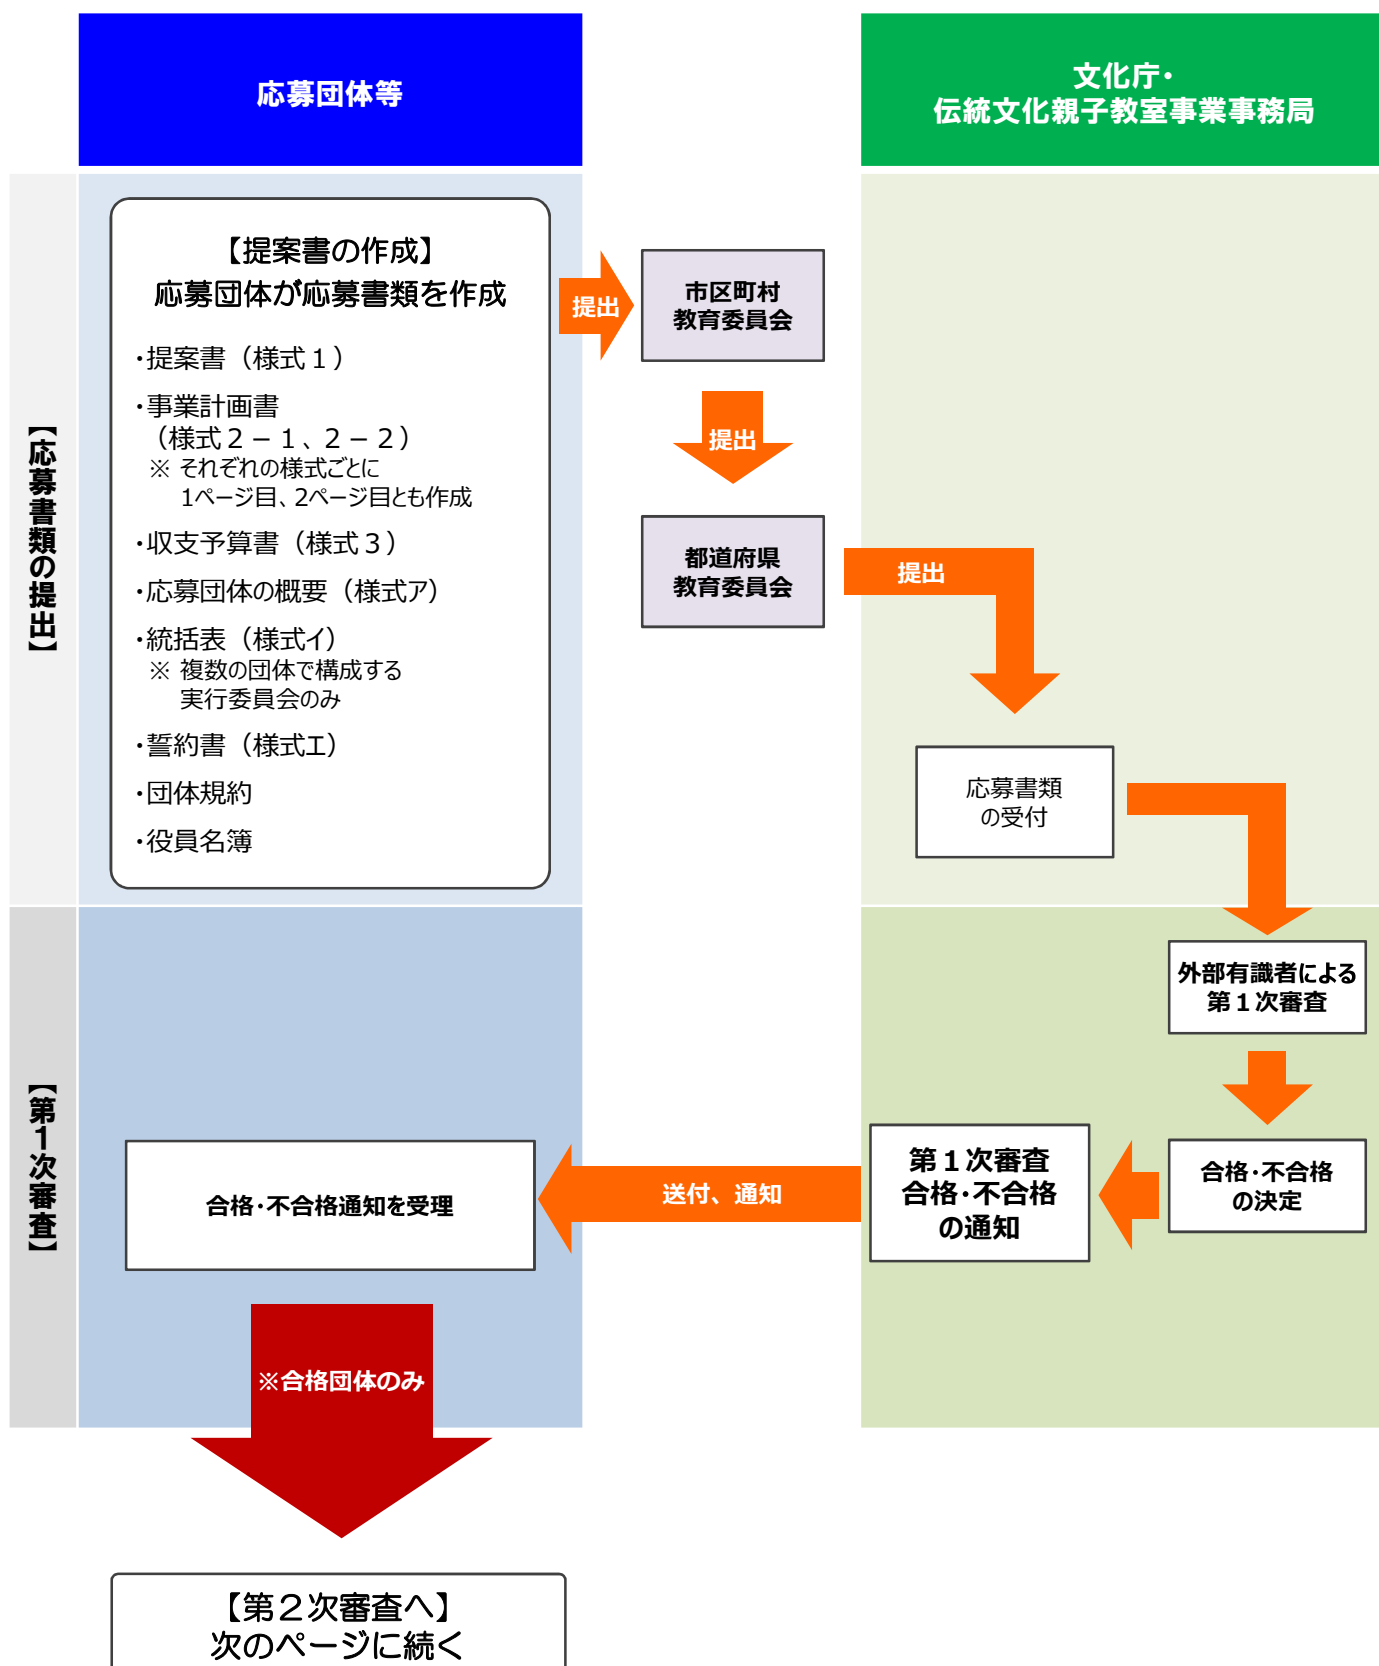 応募団体等
文化庁・
伝統文化親子教室事業事務局
【応募書類の提出】
【提案書の作成】
応募団体が応募書類を作成
・提案書（様式１）
・事業計画書
（様式２－１、２－２）
※ それぞれの様式ごとに
1ページ目、2ページ目とも作成
・収支予算書（様式３）
・応募団体の概要（様式ア）
・統括表（様式イ）
※ 複数の団体で構成する
実行委員会のみ
・誓約書（様式エ）
・団体規約
・役員名簿
提出
市区町村
教育委員会
提出
都道府県
教育委員会
提出
応募書類
の受付
【第１次審査】
外部有識者による
第１次審査
合格・不合格
の決定
第１次審査
合格・不合格
の通知
送付、通知
合格・不合格通知を受理
※合格団体のみ
【第２次審査へ】
次のページに続く